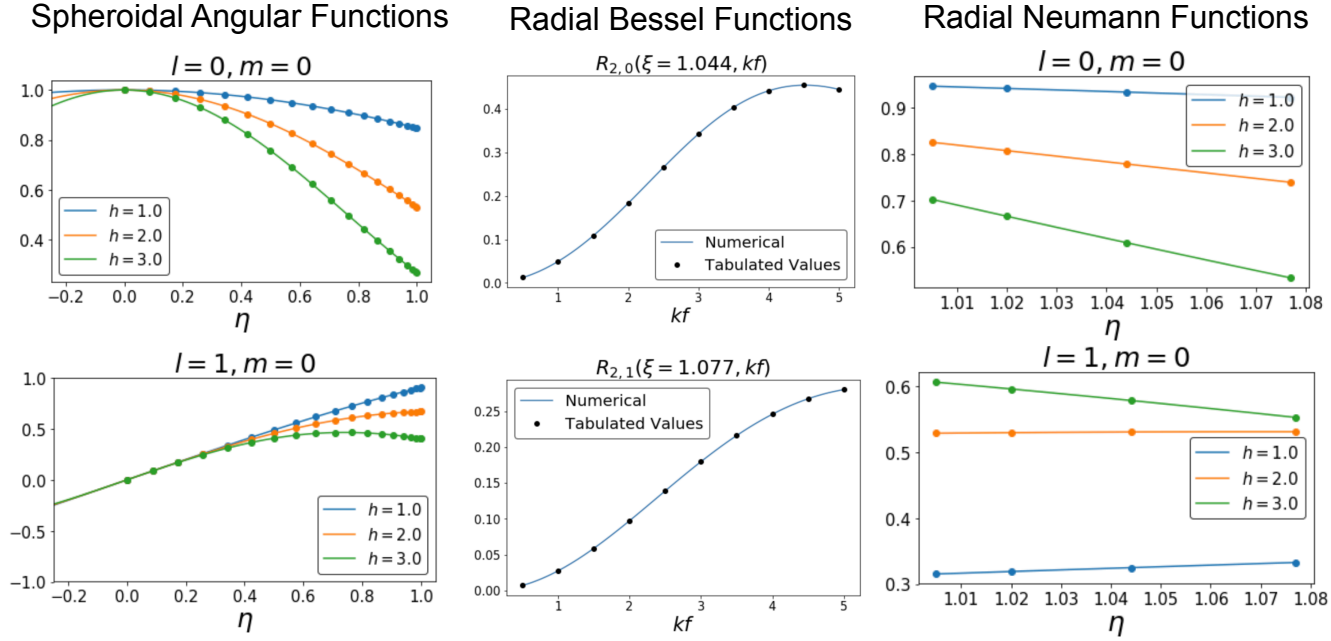 Spheroidal Angular Functions
Radial Bessel Functions
Radial Neumann Functions
l = 0, m = 0
1.0
0.8
0.6
0.4
h = 1.0
h = 2.0
h = 3.0
−0.2 0.0 0.2 0.4 0.6 0.8 1.0
η
R2,0(ξ = 1.044, kf)
0.4
0.3
0.2
0.1
0.0
Numerical
Tabulated Values
1 2 3 4 5
kf
l = 0, m = 0
0.9
0.8
0.7
0.6
h = 1.0
h = 2.0
h = 3.0
1.01 1.02 1.03 1.04 1.05 1.06 1.07 1.08
η
l = 1, m = 0
1.0
0.5
0.0
−0.5
−1.0
h = 1.0
h = 2.0
h = 3.0
−0.2 0.0 0.2 0.4 0.6 0.8 1.0
η
R2,1(ξ = 1.077, kf)
0.25
0.20
0.15
0.10
0.05
0.00
Numerical
Tabulated Values
1 2 3 4 5
kf
l = 1, m = 0
0.6
0.5
0.4
0.3
h = 1.0
h = 2.0
h = 3.0
1.01 1.02 1.03 1.04 1.05 1.06 1.07 1.08
η